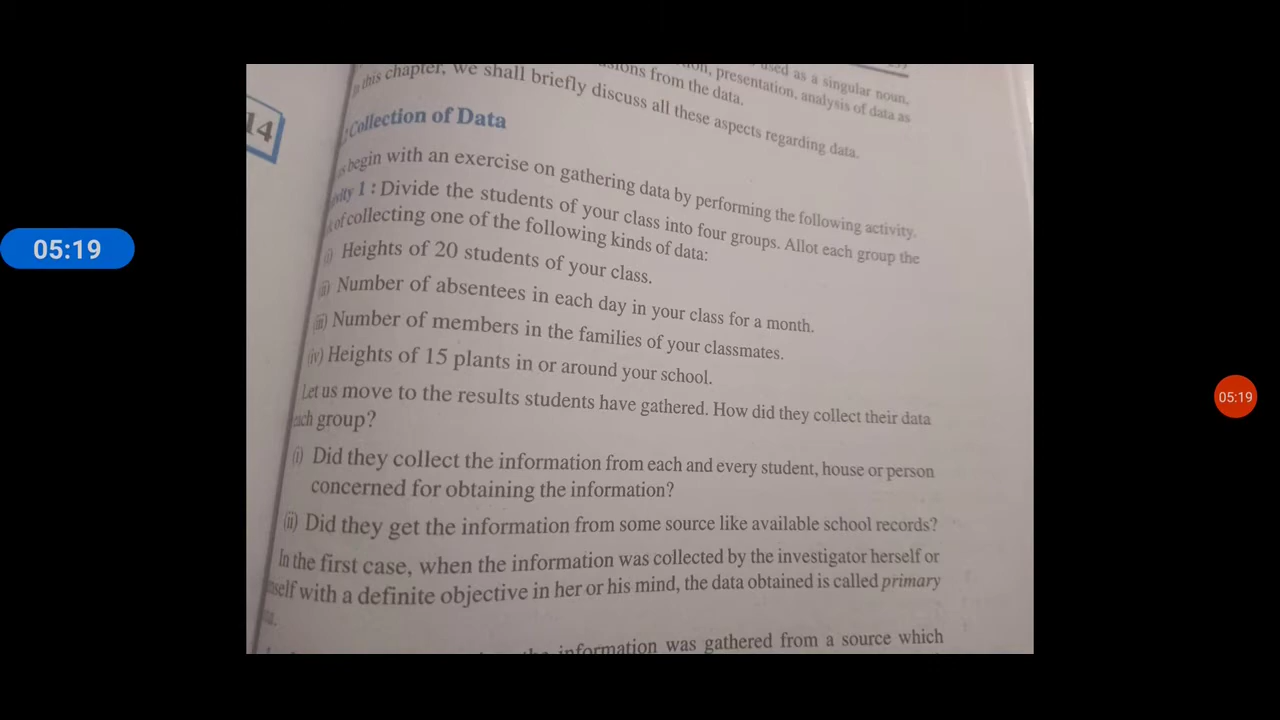 used as a singular noun,
presentation, analysis of data as
from the data.
this chapter, we shall briefly discuss all these aspects regarding data.
14
Collection of Data
begin with an exercise on gathering data by performing the following activity.
1 : Divide the students of your class into four groups. Allot each group the
of collecting one of the following kinds of data:
(i) Heights of 20 students of your class.
(ii) Number of absentees in each day in your class for a month.
(iii) Number of members in the families of your classmates.
(iv) Heights of 15 plants in or around your school.
Let us move to the results students have gathered. How did they collect their data
group?
(i) Did they collect the information from each and every student, house or person
concerned for obtaining the information?
(ii) Did they get the information from some source like available school records?
In the first case, when the information was collected by the investigator herself or
with a definite objective in her or his mind, the data obtained is called primary
information was gathered from a source which
05:19
05:19